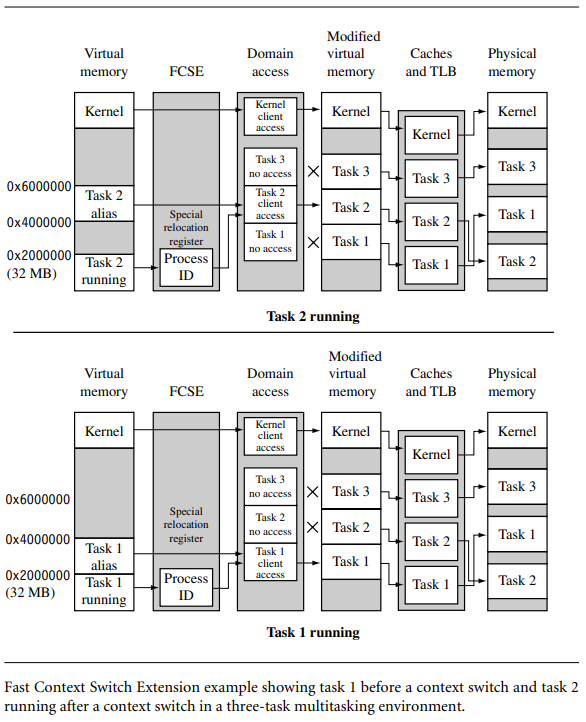 Virtual
memory
FCSE
Domain
access
Modified
virtual
memory
Caches
and TLB
Physical
memory
Kernel
Kernel
client
access
Kernel
Kernel
Kernel
Task 3
no access
Task 3
Task 3
Task 3
0x6000000
Task 2
alias
Task 2
client
access
Task 2
Task 2
Task 1
0x4000000
Special
relocation
register
Task 1
no access
Task 1
Task 1
Task 2
0x2000000
(32 MB)
Task 2
running
Process
ID
Task 2 running
Virtual
memory
FCSE
Domain
access
Modified
virtual
memory
Caches
and TLB
Physical
memory
Kernel
Kernel
client
access
Kernel
Kernel
Kernel
Task 3
no access
Task 3
Task 3
Task 3
0x6000000
Special
relocation
register
Task 2
no access
Task 2
Task 2
Task 1
0x4000000
Task 1
alias
Task 1
client
access
Task 1
Task 1
Task 2
0x2000000
(32 MB)
Task 1
running
Process
ID
Task 1 running
Fast Context Switch Extension example showing task 1 before a context switch and task 2
running after a context switch in a three-task multitasking environment.